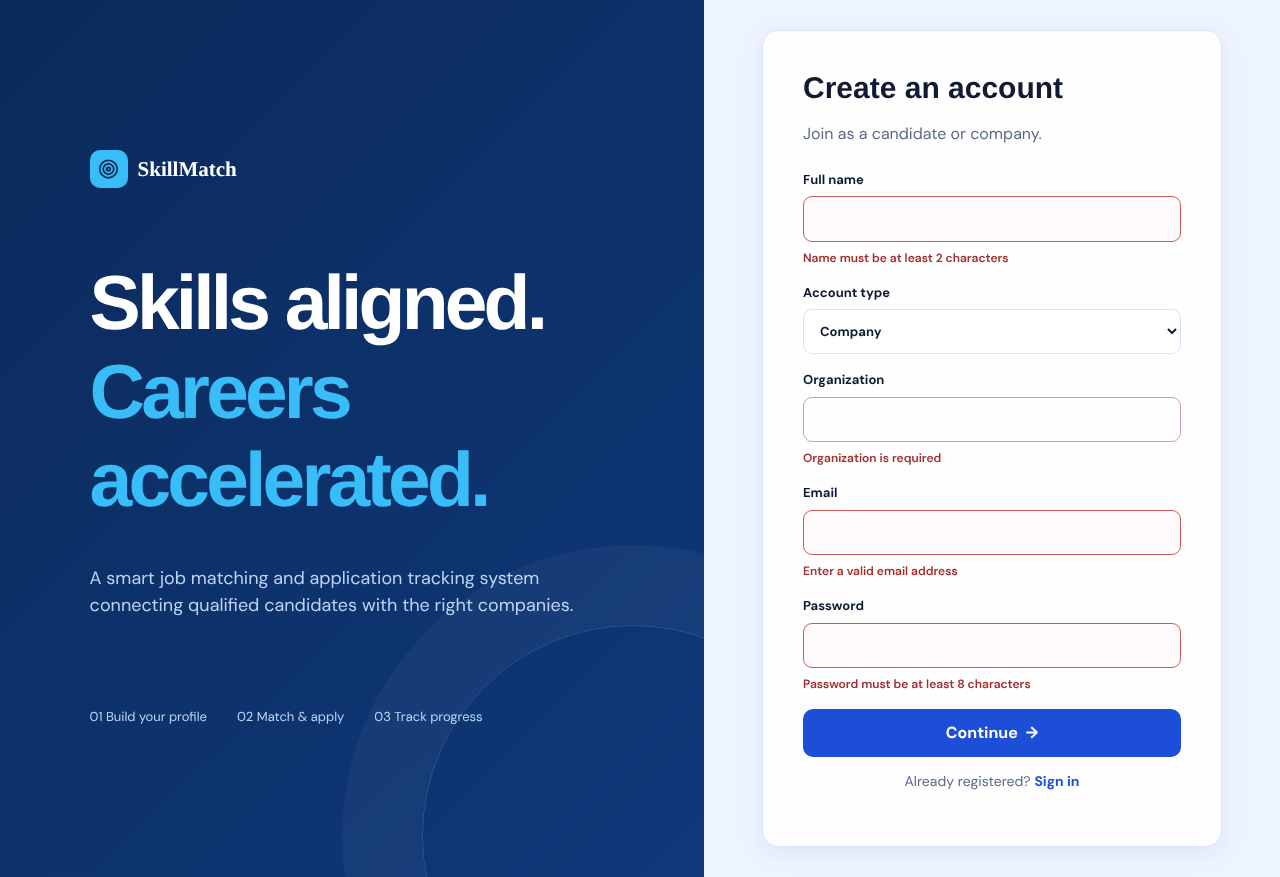 SkillMatch
Skills aligned.
Careers
accelerated.
A smart job matching and application tracking system
connecting qualified candidates with the right companies.
01 Build your profile
02 Match & apply
03 Track progress
Create an account
Join as a candidate or company.
Full name
Name must be at least 2 characters
Account type
Company
Organization
Organization is required
Email
Enter a valid email address
Password
Password must be at least 8 characters
Continue →
Already registered? Sign in